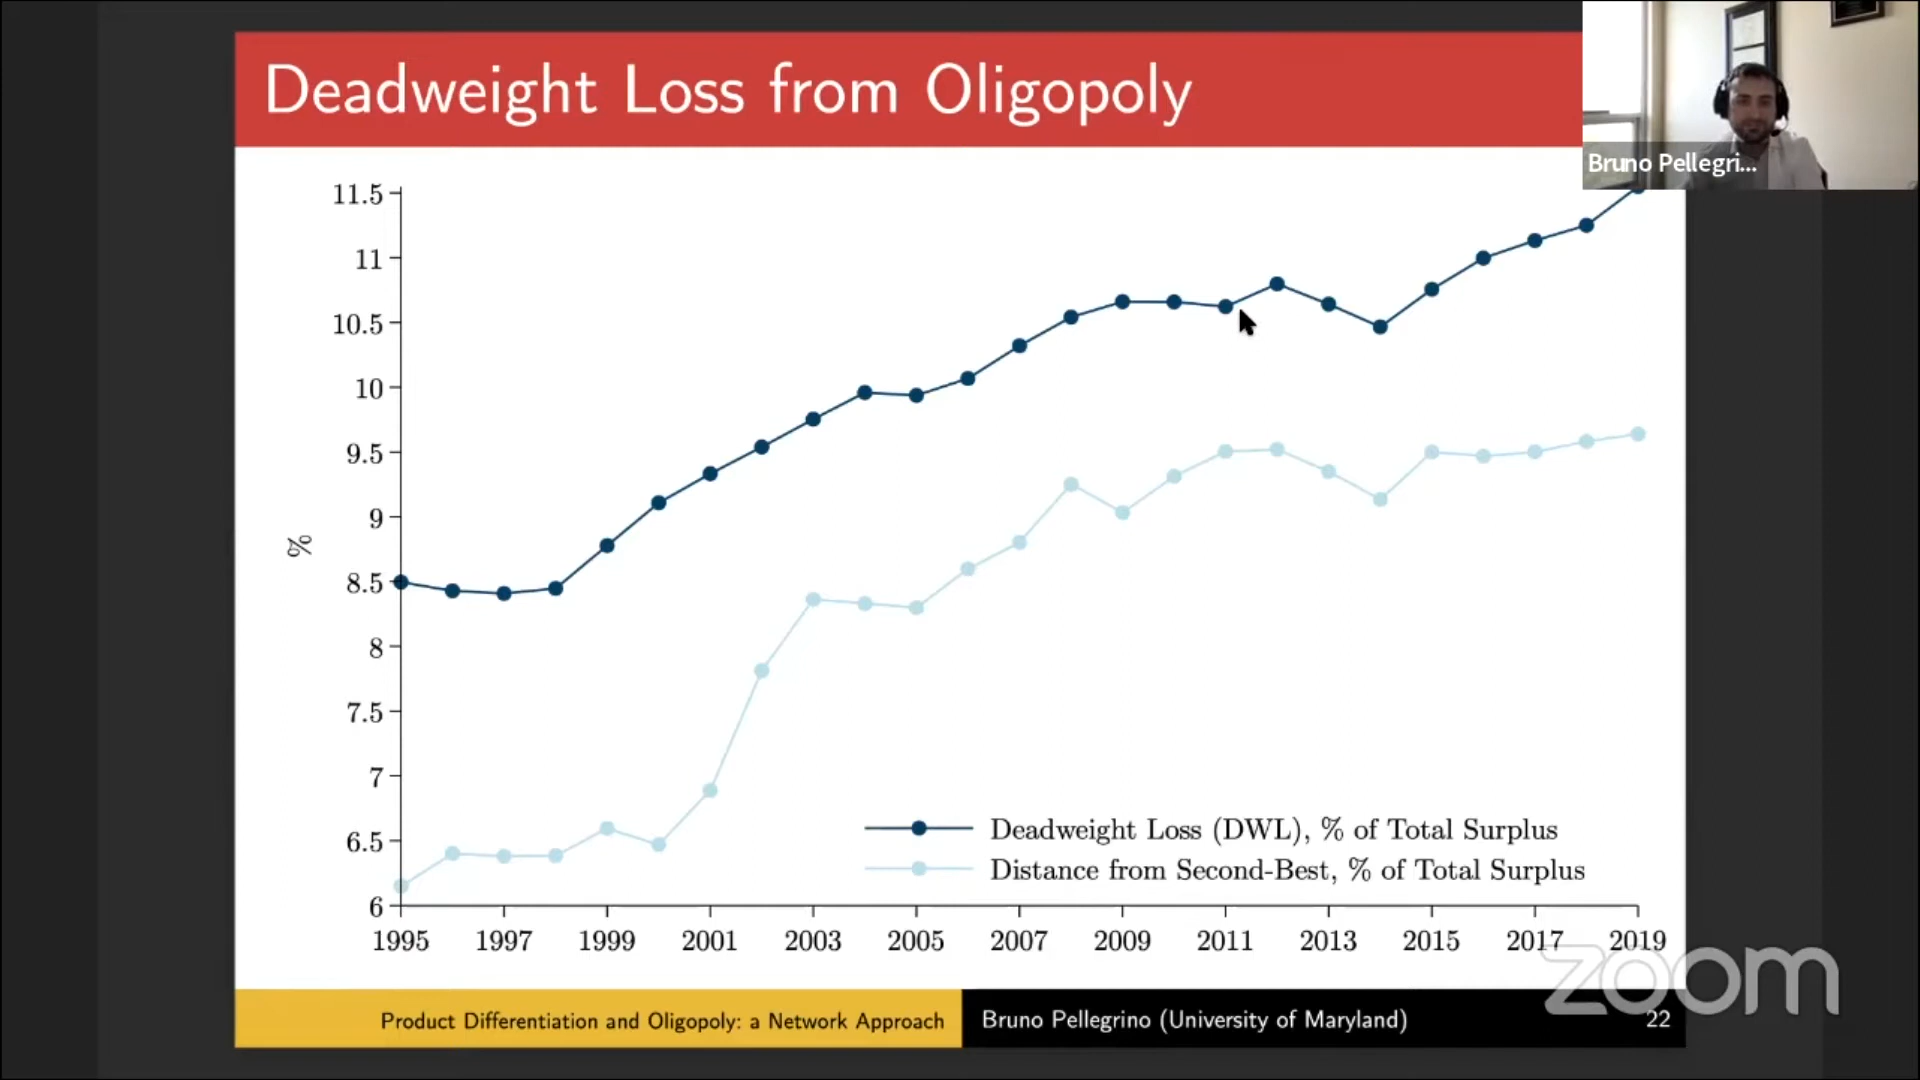 Deadweight Loss from Oligopoly
Bruno Pellegri...
11.5
11
10.5
10
9.5
9
8.5
8
7.5
7
6.5
6
%
Deadweight Loss (DWL), % of Total Surplus
Distance from Second-Best, % of Total Surplus
1995 1997 1999 2001 2003 2005 2007 2009 2011 2013 2015 2017 2019
zoom
Product Differentiation and Oligopoly: a Network Approach Bruno Pellegrino (University of Maryland) 22